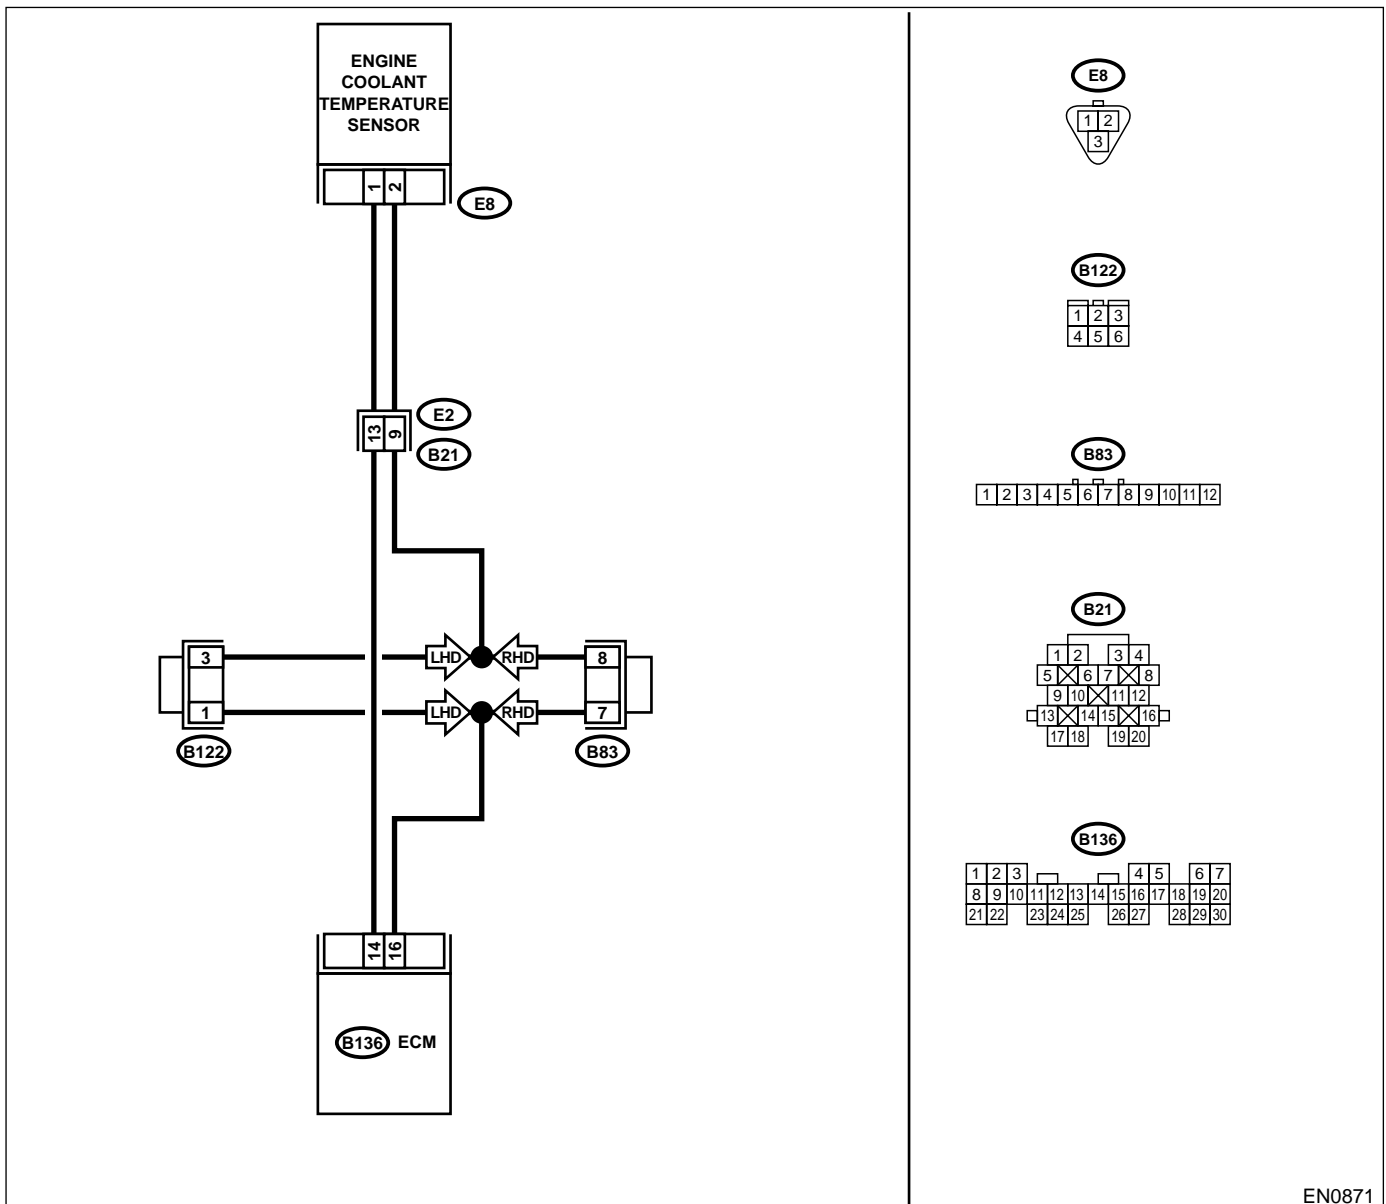 ENGINE
COOLANT
TEMPERATURE
SENSOR
1 2
E8
13 9
E2
B21
3 LHD RHD 8
1 LHD RHD 7
B122 B83
14 16
B136 ECM
E8
1 2
3
B122
1 2 3
4 5 6
B83
1 2 3 4 5 6 7 8 9 10 11 12
B21
1 2 3 4
5 6 7 8
9 10 11 12
13 14 15 16
17 18 19 20
B136
1 2 3 4 5 6 7
8 9 10 11 12 13 14 15 16 17 18 19 20
21 22 23 24 25 26 27 28 29 30
EN0871